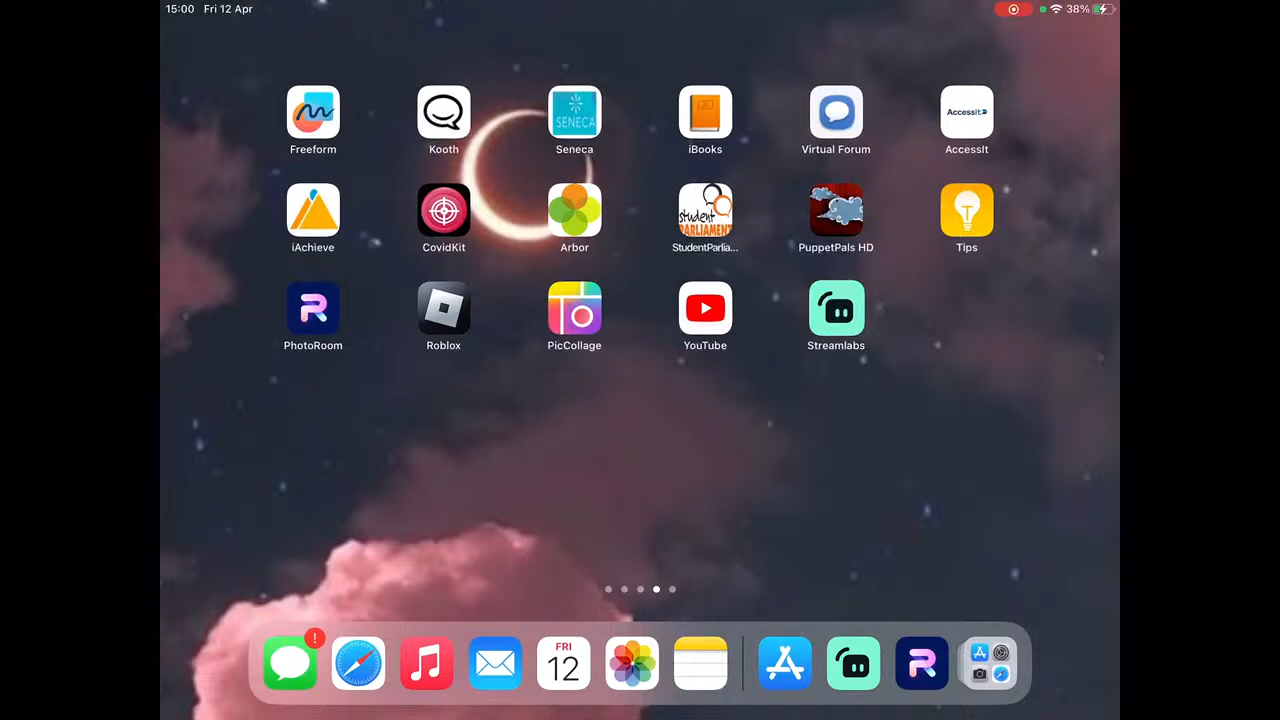 15:00 Fri 12 Apr 38%
Freeform Kooth Seneca iBooks Virtual Forum AccessIt
SENECA
Accessit
iAchieve CovidKit Arbor StudentParlia... PuppetPals HD Tips
student
PARLIAMENT
PhotoRoom Roblox PicCollage YouTube Streamlabs
FRI
12